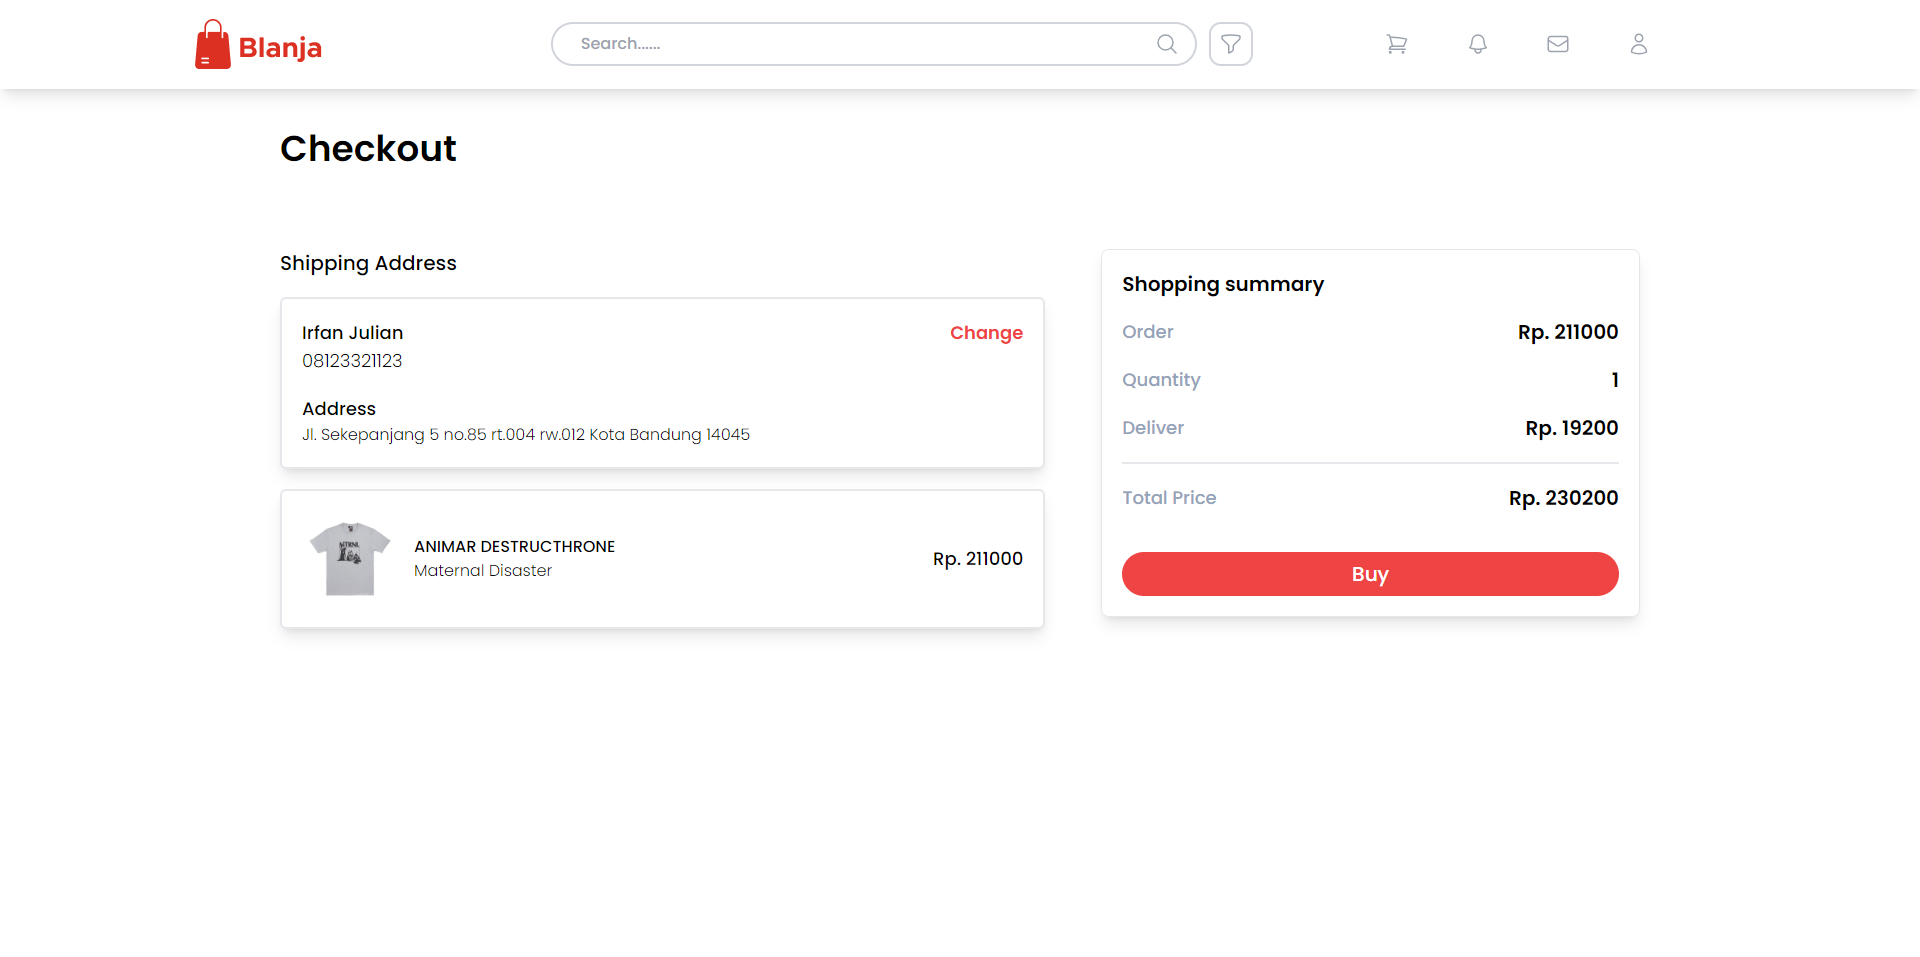 Blanja
Search......
Checkout
Shipping Address
Irfan Julian
Change
08123321123
Address
Jl. Sekepanjang 5 no.85 rt.004 rw.012 Kota Bandung 14045
ANIMAR DESTRUCTHRONE
Maternal Disaster
Rp. 211000
Shopping summary
Order
Rp. 211000
Quantity
1
Deliver
Rp. 19200
Total Price
Rp. 230200
Buy